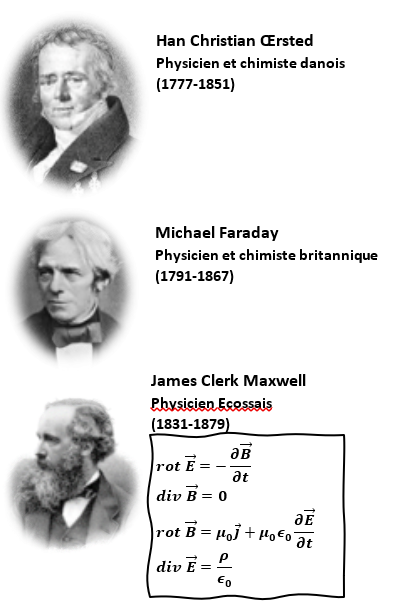 Han Christian Œrsted
Physicien et chimiste danois
(1777-1851)
Michael Faraday
Physicien et chimiste britannique
(1791-1867)
James Clerk Maxwell
Physicien Ecossais
(1831-1879)
rot E⃗ = − ∂B⃗/∂t
div B⃗ = 0
rot B⃗ = μ₀j⃗ + μ₀ϵ₀ ∂E⃗/∂t
div E⃗ = ρ/ϵ₀